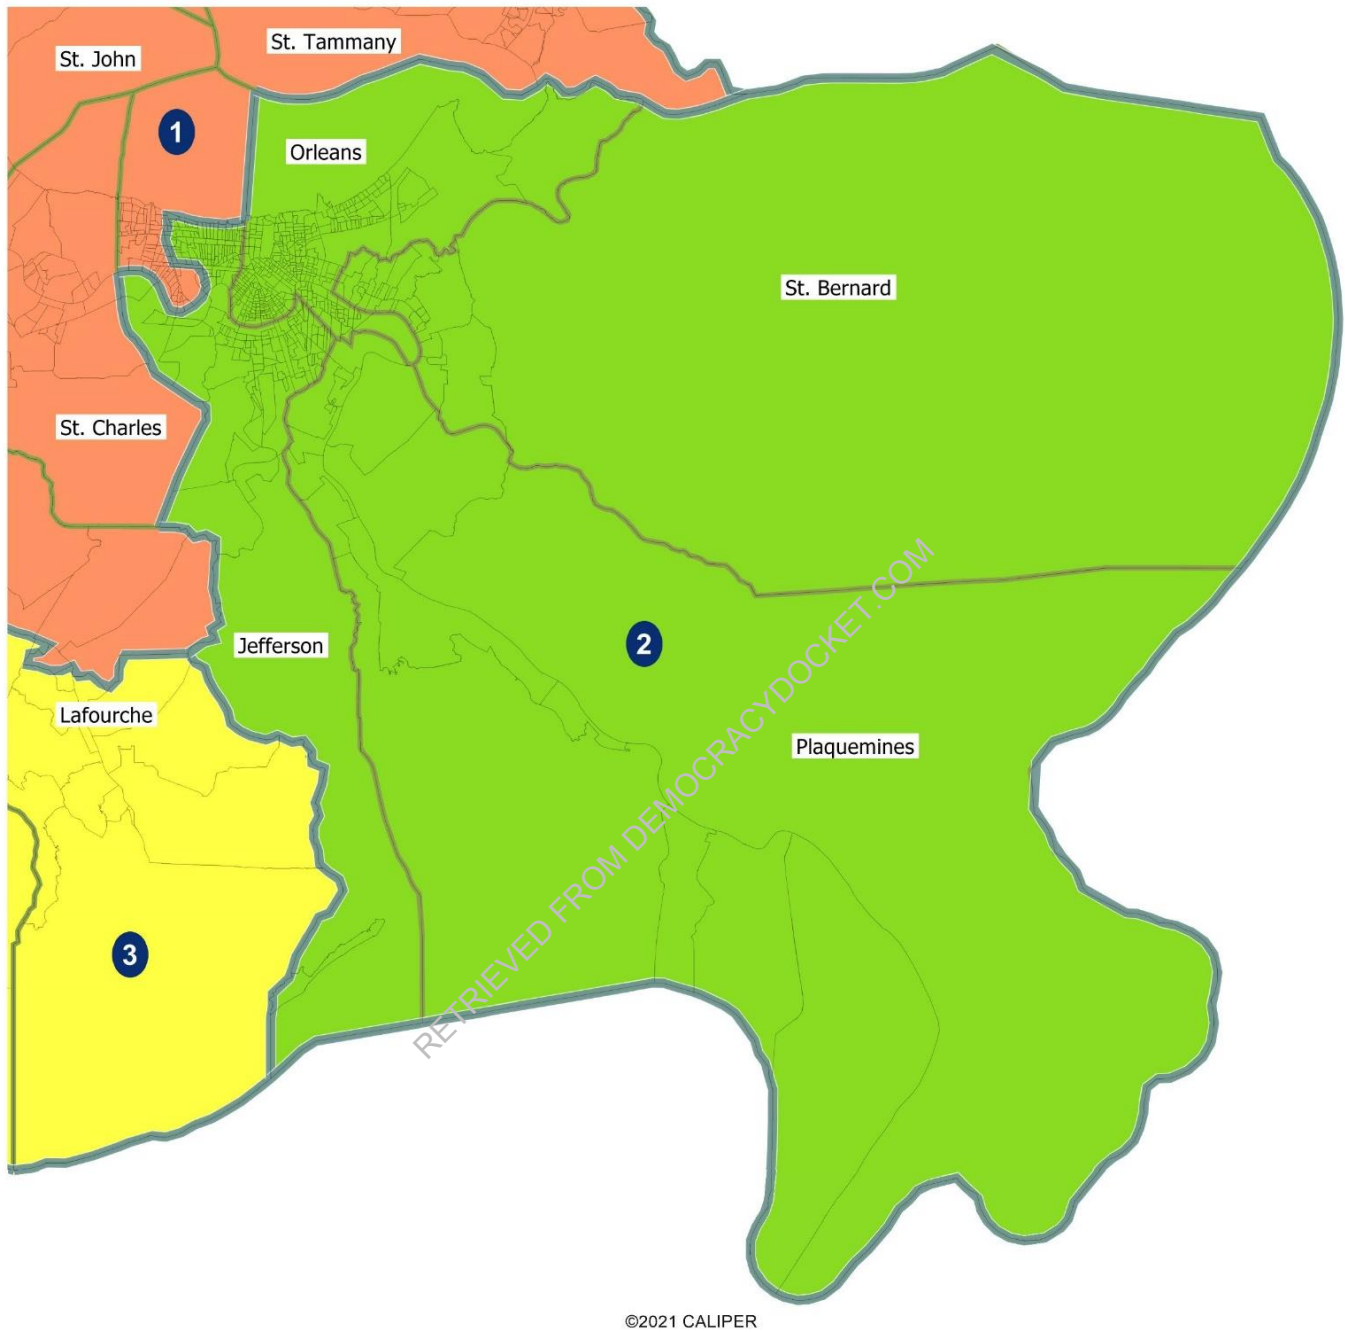 St. Tammany
St. John
1
Orleans
St. Bernard
St. Charles
Jefferson
2
Lafourche
Plaquemines
3
RETRIEVED FROM DEMOCRACYDOCKET.COM
©2021 CALIPER